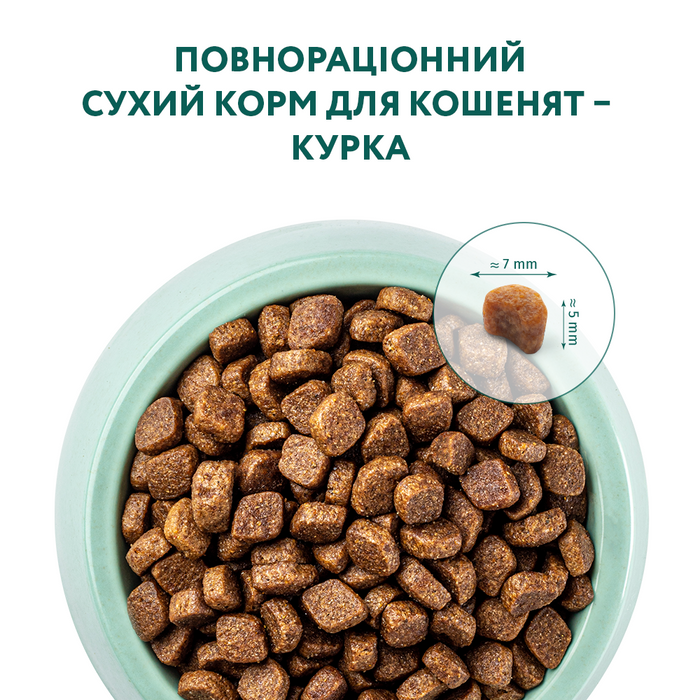 ПОВНОРАЦІОННИЙ
СУХИЙ КОРМ ДЛЯ КОШЕНЯТ –
КУРКА
≈ 7 mm
≈ 5 mm